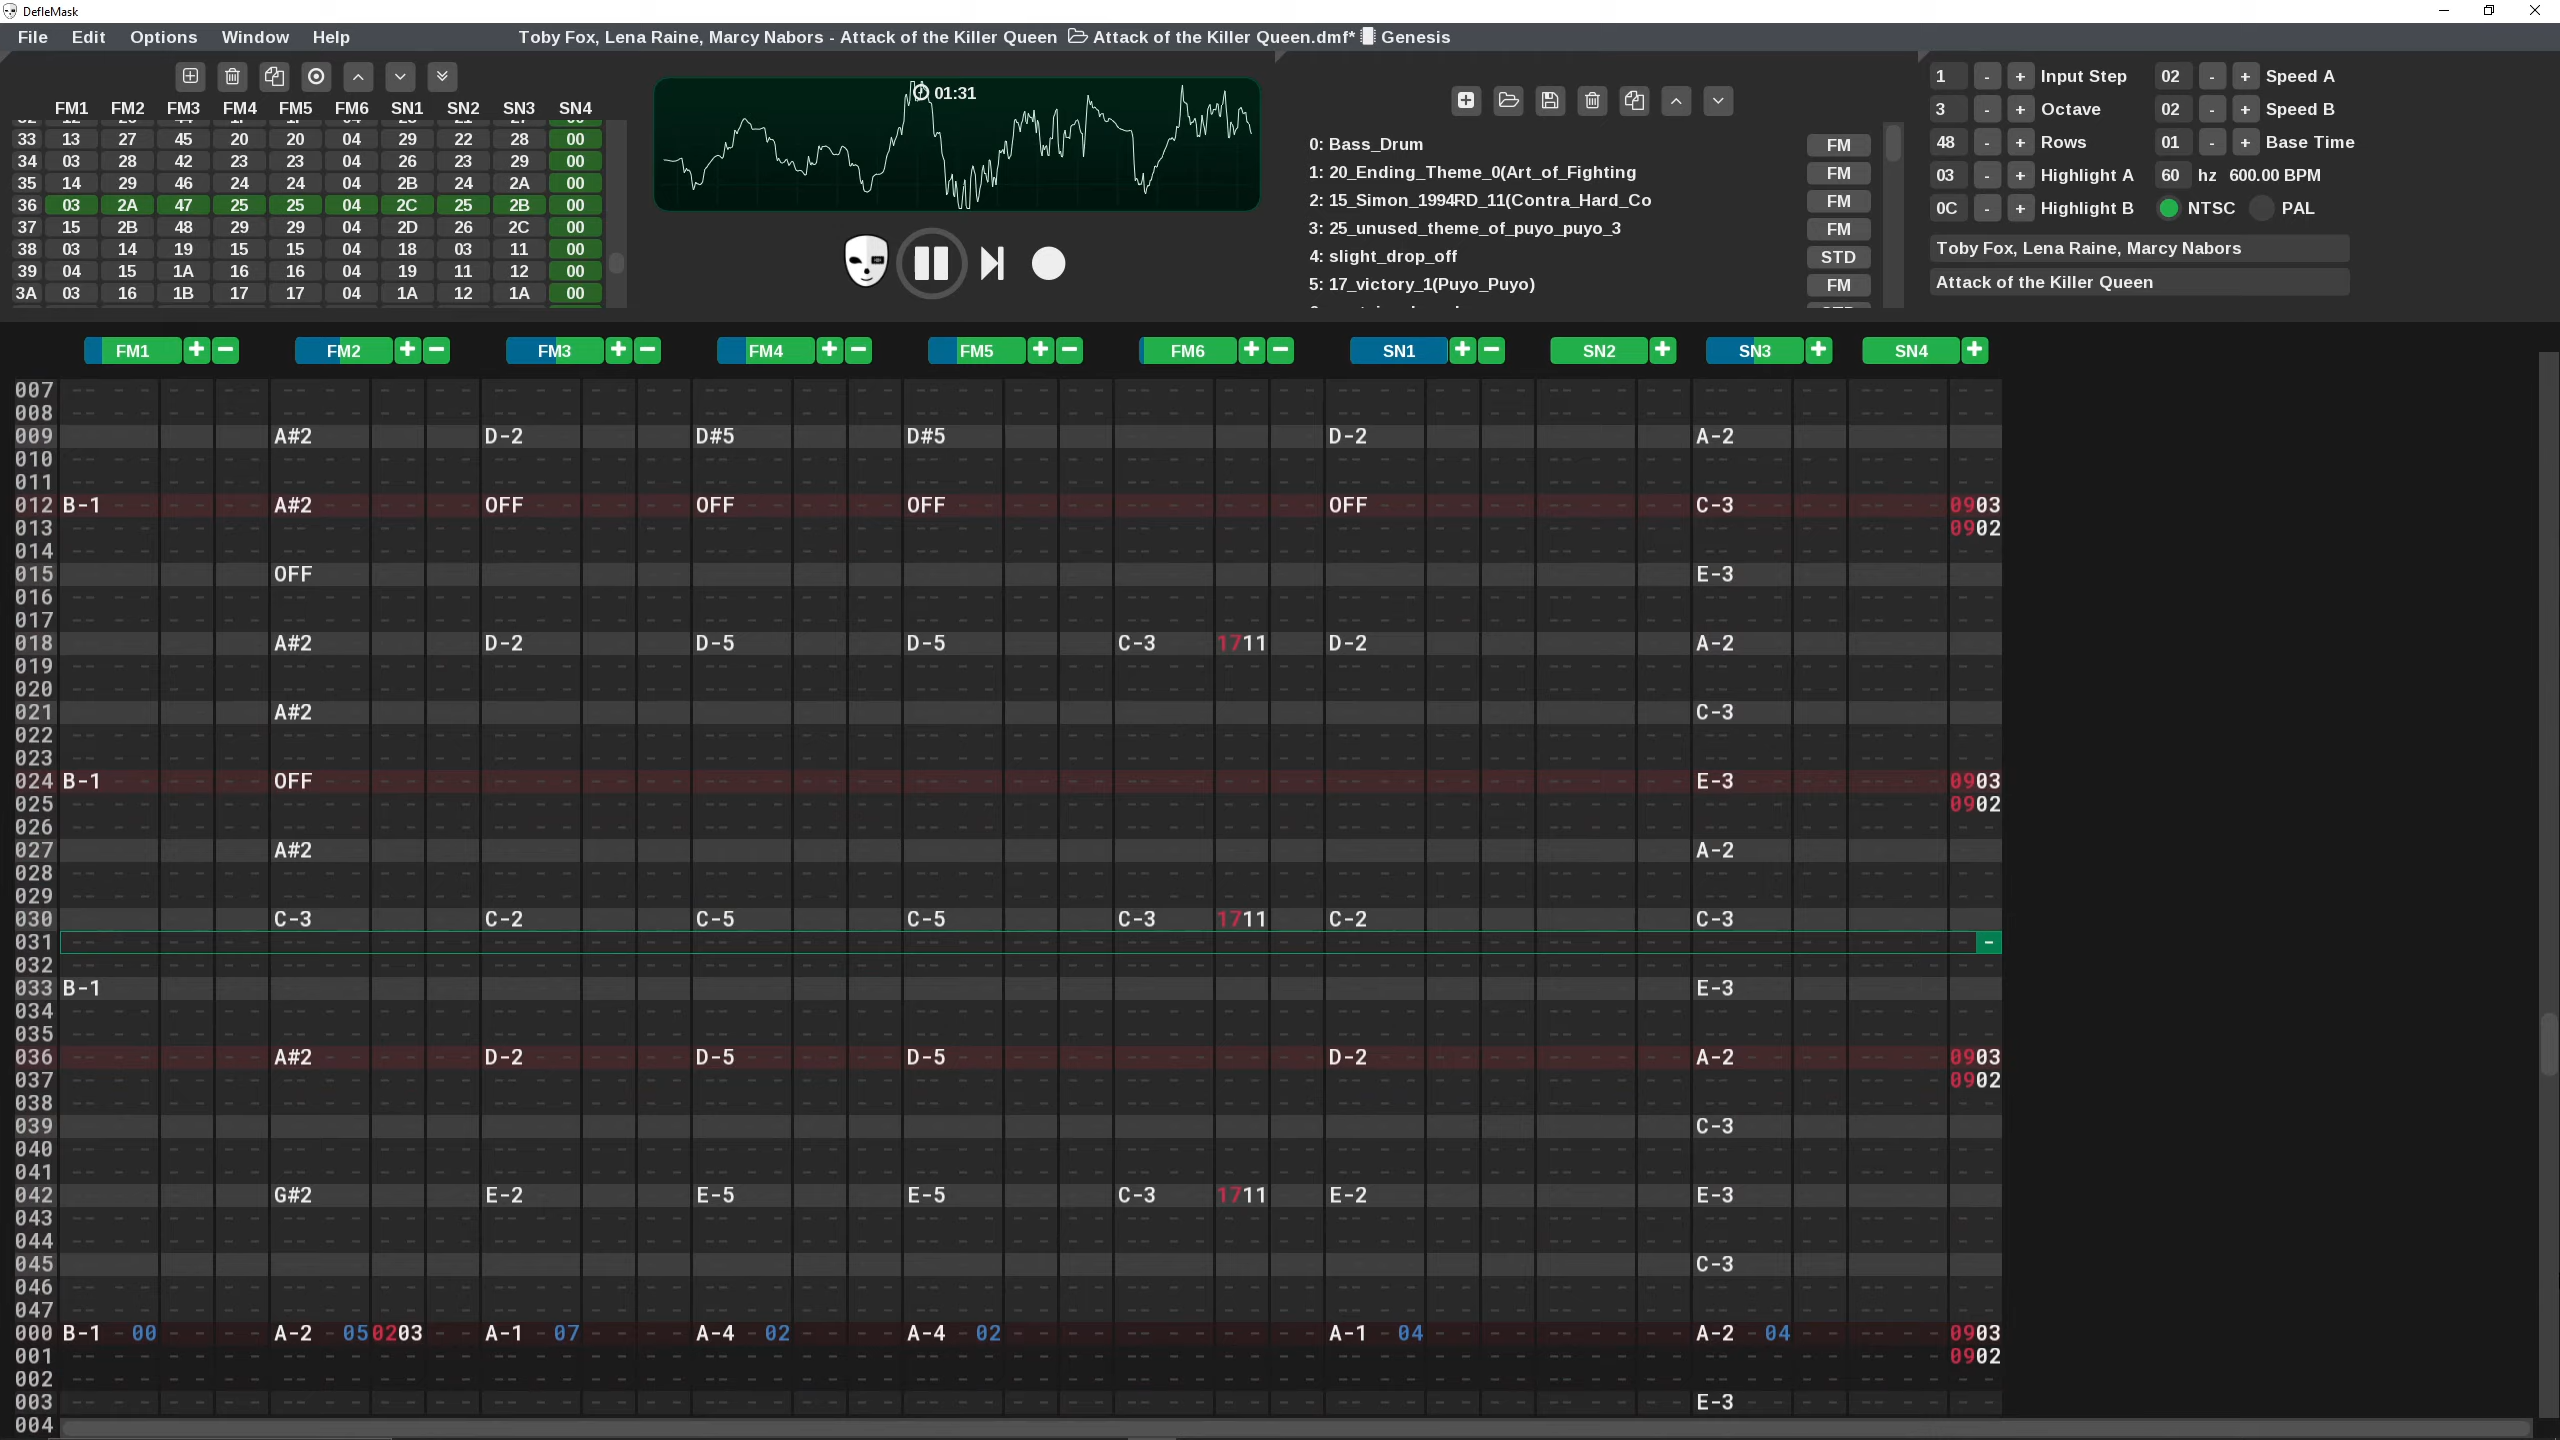 DefleMask
File Edit Options Window Help Toby Fox, Lena Raine, Marcy Nabors - Attack of the Killer Queen Attack of the Killer Queen.dmf* Genesis
FM1 FM2 FM3 FM4 FM5 FM6 SN1 SN2 SN3 SN4
33 13 27 45 20 20 04 29 22 28 00
34 03 28 42 23 23 04 26 23 29 00
35 14 29 46 24 24 04 2B 24 2A 00
36 03 2A 47 25 25 04 2C 25 2B 00
37 15 2B 48 29 29 04 2D 26 2C 00
38 03 14 19 15 15 04 18 03 11 00
39 04 15 1A 16 16 04 19 11 12 00
3A 03 16 1B 17 17 04 1A 12 1A 00
01:31
0: Bass_Drum FM
1: 20_Ending_Theme_0(Art_of_Fighting FM
2: 15_Simon_1994RD_11(Contra_Hard_Co FM
3: 25_unused_theme_of_puyo_puyo_3 FM
4: slight_drop_off STD
5: 17_victory_1(Puyo_Puyo) FM
1 - + Input Step 02 - + Speed A
3 - + Octave 02 - + Speed B
48 - + Rows 01 - + Base Time
03 - + Highlight A 60 hz 600.00 BPM
0C - + Highlight B NTSC PAL
Toby Fox, Lena Raine, Marcy Nabors
Attack of the Killer Queen
FM1 FM2 FM3 FM4 FM5 FM6 SN1 SN2 SN3 SN4
007
008
009 A#2 D-2 D#5 D#5 D-2 A-2
010
011
012 B-1 A#2 OFF OFF OFF OFF C-3 0903
013 0902
014
015 OFF E-3
016
017
018 A#2 D-2 D-5 D-5 C-3 1711 D-2 A-2
019
020
021 A#2 C-3
022
023
024 B-1 OFF E-3 0903
025 0902
026
027 A#2 A-2
028
029
030 C-3 C-2 C-5 C-5 C-3 1711 C-2 C-3
031
032
033 B-1 E-3
034
035
036 A#2 D-2 D-5 D-5 D-2 A-2 0903
037 0902
038
039 C-3
040
041
042 G#2 E-2 E-5 E-5 C-3 1711 E-2 E-3
043
044
045 C-3
046
047
000 B-1 00 A-2 05 0203 A-1 07 A-4 02 A-4 02 A-1 04 A-2 04 0903
001 0902
002
003 E-3
004